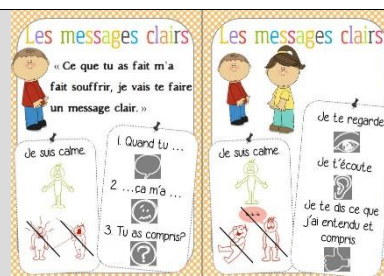 Les messages clairs
« Ce que tu as fait m'a
fait souffrir, je vais te faire
un message clair. »
Je suis calme
1. Quand tu ...
2 ...ça m'a ...
3. Tu as compris?
Les messages clairs
Je suis calme
Je te regarde
Je t'écoute
Je te dis ce que
j'ai entendu et
compris